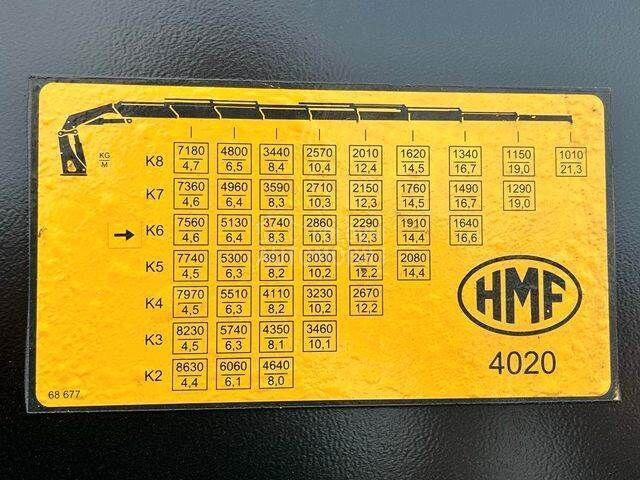 KG
M
K8 7180 4800 3440 2570 2010 1620 1340 1150 1010
4,7 6,5 8,4 10,4 12,4 14,5 16,7 19,0 21,3
K7 7360 4960 3590 2710 2150 1760 1490 1290
4,6 6,4 8,3 10,3 12,3 14,5 16,7 19,0
K6 7560 5130 3740 2860 2290 1910 1640
4,6 6,4 8,3 10,3 12,3 14,4 16,6
K5 7740 5300 3910 3030 2470 2080
4,5 6,3 8,2 10,2 12,2 14,4
K4 7970 5510 4110 3230 2670
4,5 6,3 8,2 10,2 12,2
K3 8230 5740 4350 3460
4,5 6,3 8,1 10,1
K2 8630 6060 4640
4,4 6,1 8,0
HMF
4020
68 677